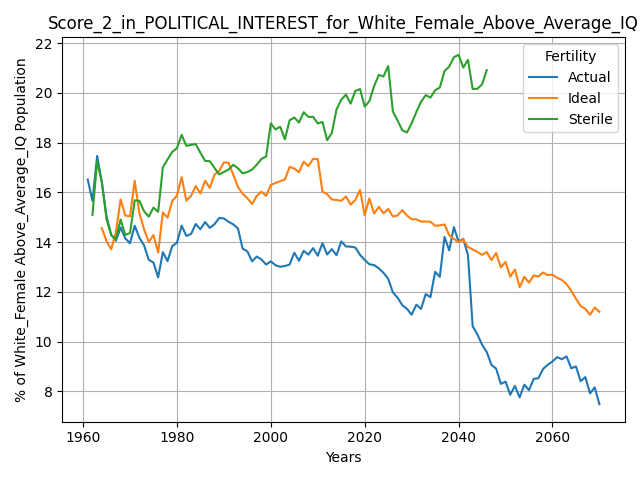 Score_2_in_POLITICAL_INTEREST_for_White_Female_Above_Average_IQ
% of White_Female Above_Average_IQ Population
22
20
18
16
14
12
10
8
Fertility
Actual
Ideal
Sterile
1960 1980 2000 2020 2040 2060
Years